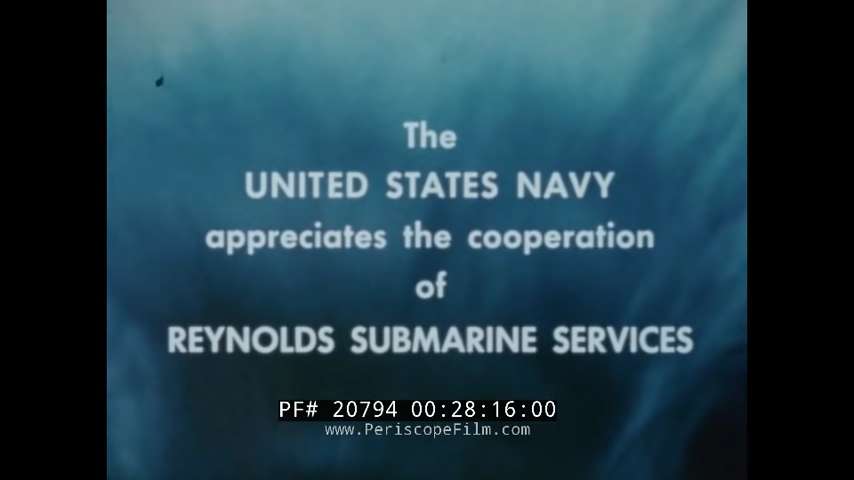 The
UNITED STATES NAVY
appreciates the cooperation
of
REYNOLDS SUBMARINE SERVICES
PF# 20794 00:28:16:00
www.PeriscopeFilm.com